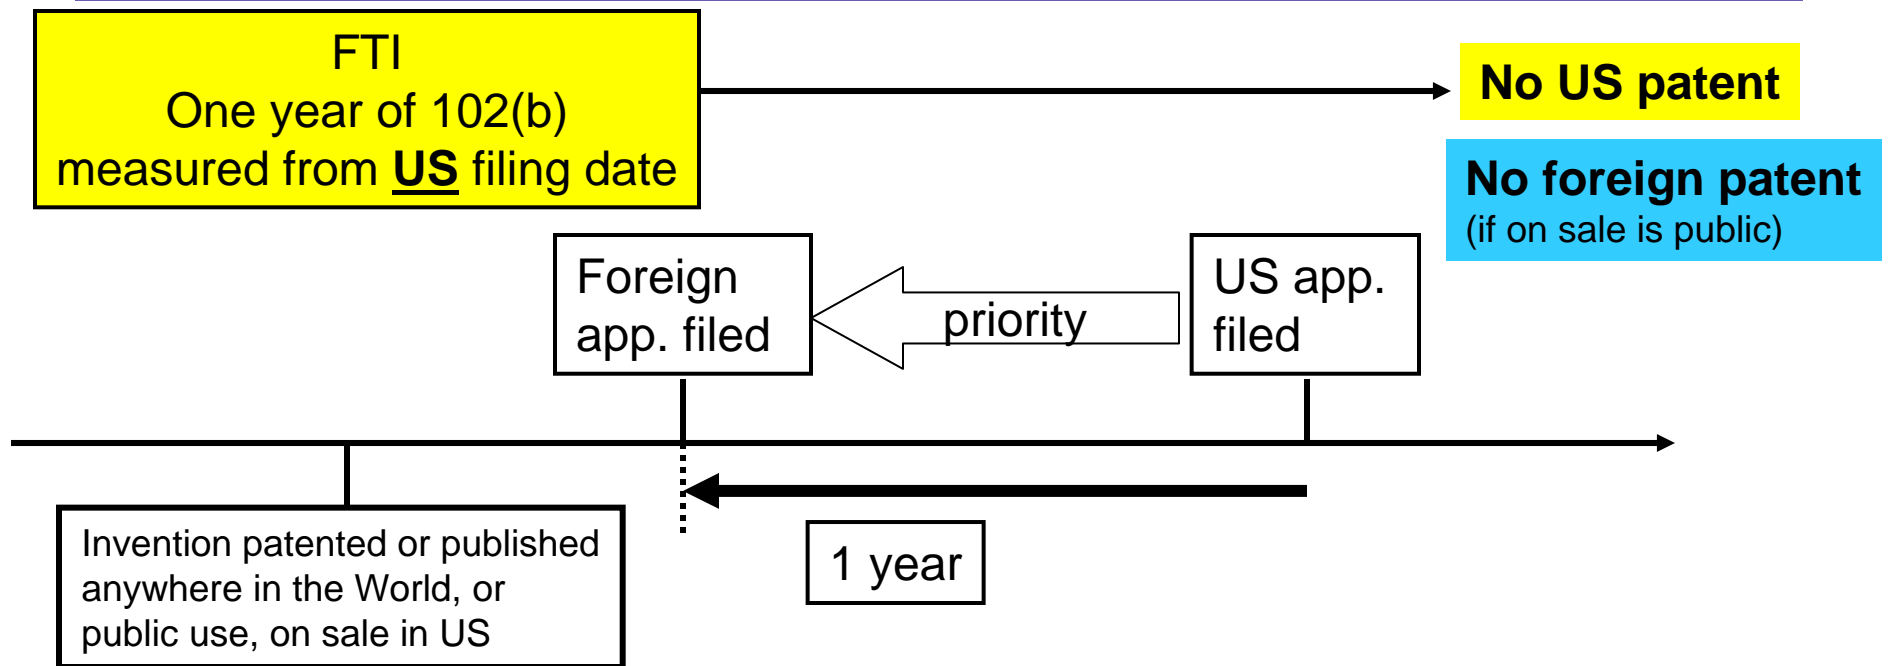 FTI
One year of 102(b)
measured from US filing date
No US patent
No foreign patent
(if on sale is public)
Foreign
app. filed
priority
US app.
filed
Invention patented or published
anywhere in the World, or
public use, on sale in US
1 year